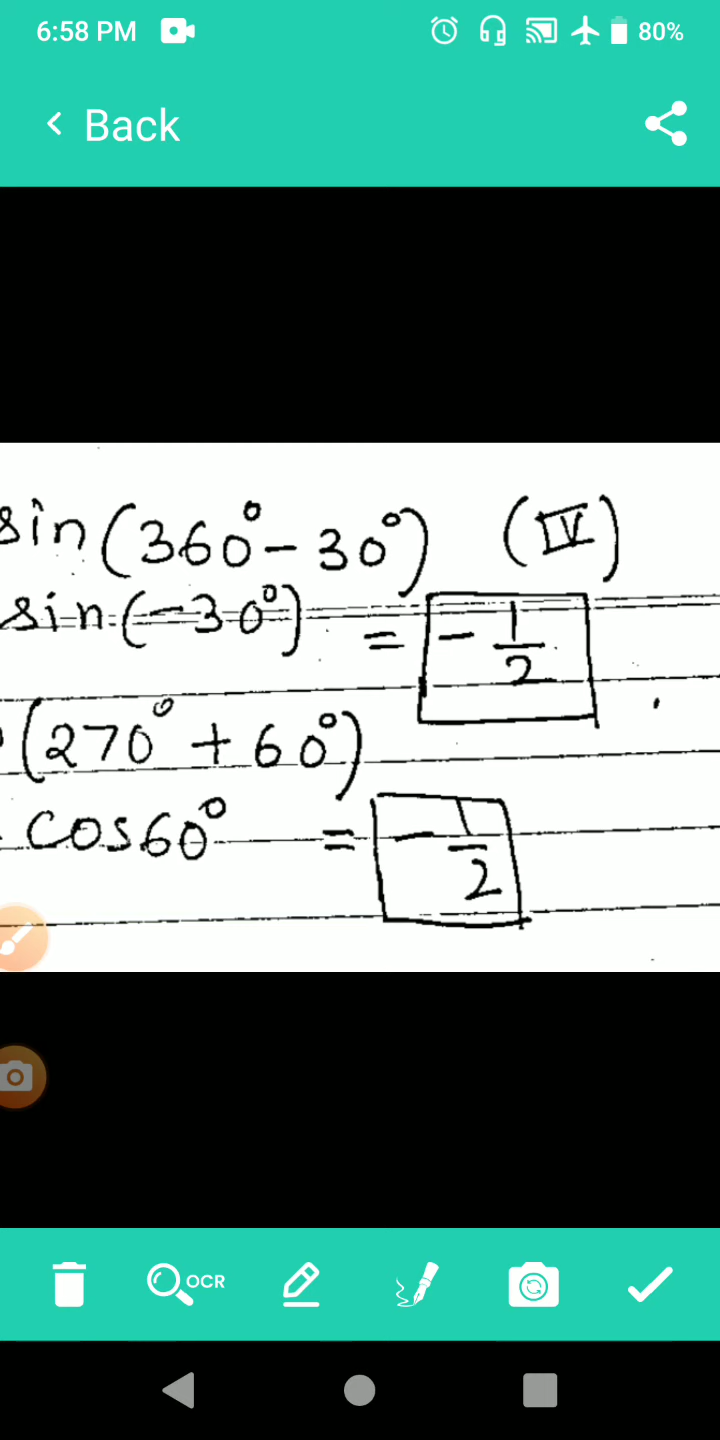 6:58 PM 80%
Back
sin(360°-30°) (IV)
sin(-30°) = -1/2
(270°+60°)
cos60° = -1/2
OCR